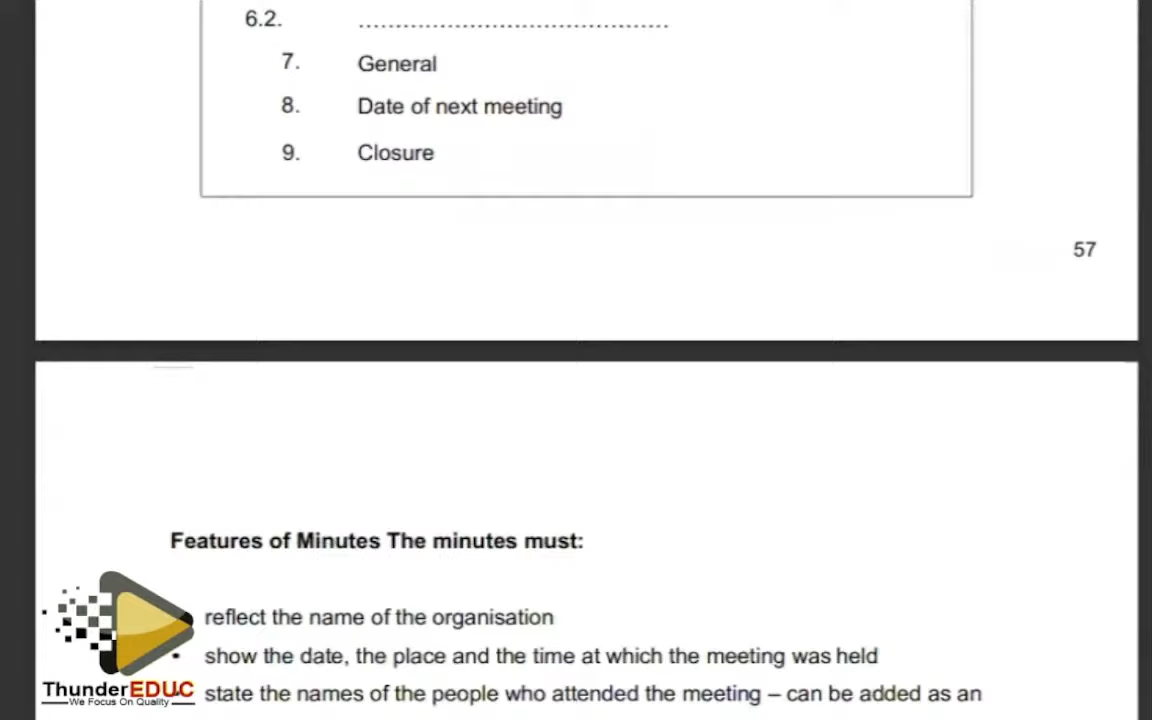 6.2. ..............................................
7. General
8. Date of next meeting
9. Closure
57
Features of Minutes The minutes must:
reflect the name of the organisation
• show the date, the place and the time at which the meeting was held
state the names of the people who attended the meeting – can be added as an
ThunderEDUC
We Focus On Quality